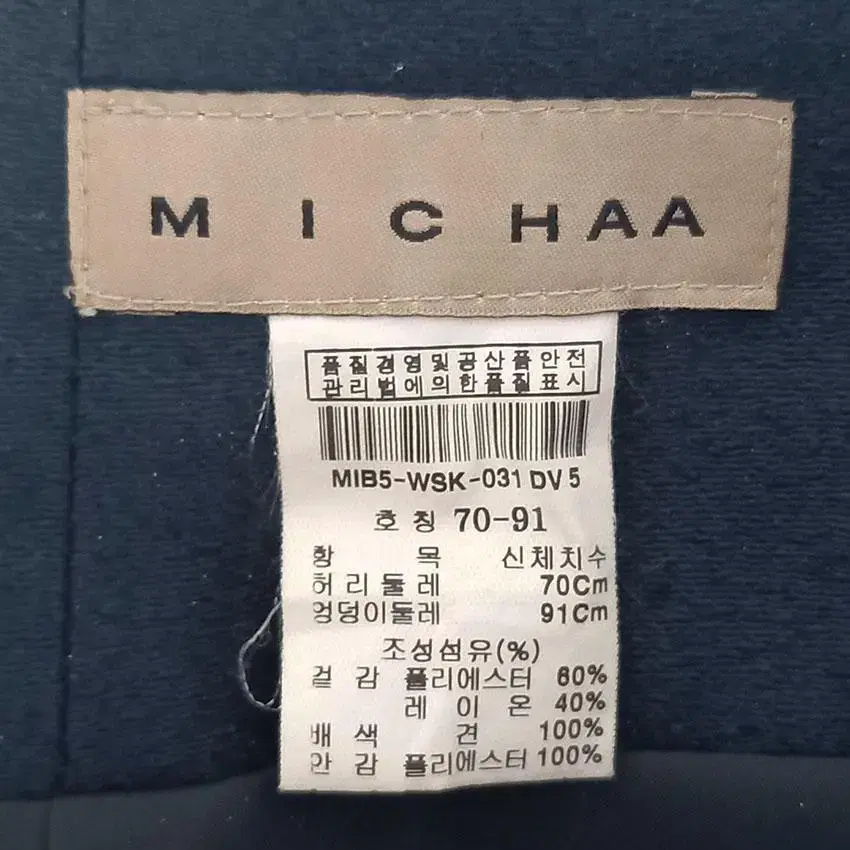 MICHAA
품질경영및공산품안전
관리법에의한품질표시
MIB5-WSK-031 DV 5
호칭 70-91
항 목 신체치수
허리둘레 70Cm
엉덩이둘레 91Cm
조성섬유(%)
겉감 폴리에스터 60%
레이온 40%
배색 견 100%
안감 폴리에스터 100%